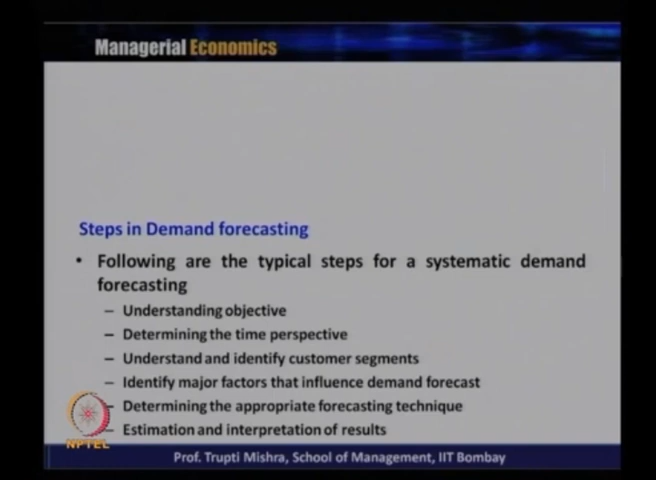 Managerial Economics
Steps in Demand forecasting
• Following are the typical steps for a systematic demand
forecasting
– Understanding objective
– Determining the time perspective
– Understand and identify customer segments
– Identify major factors that influence demand forecast
– Determining the appropriate forecasting technique
– Estimation and interpretation of results
NPTEL
Prof. Trupti Mishra, School of Management, IIT Bombay